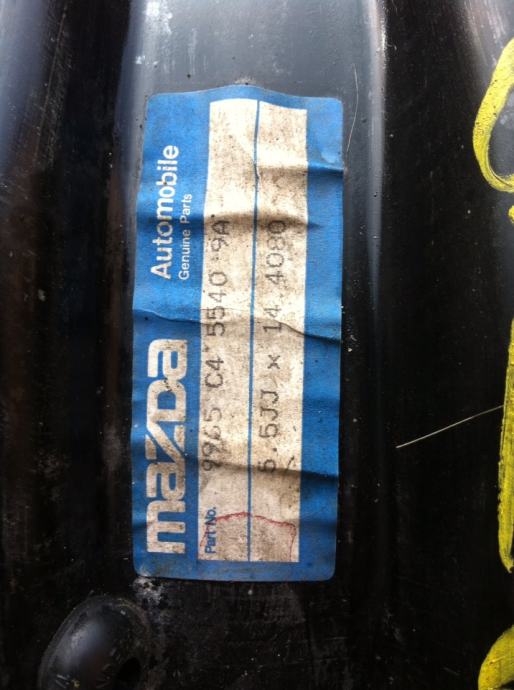 mazda Automobile
Genuine Parts
Part No. 9965 C4 5540 9A
5.5JJ x 14.4080